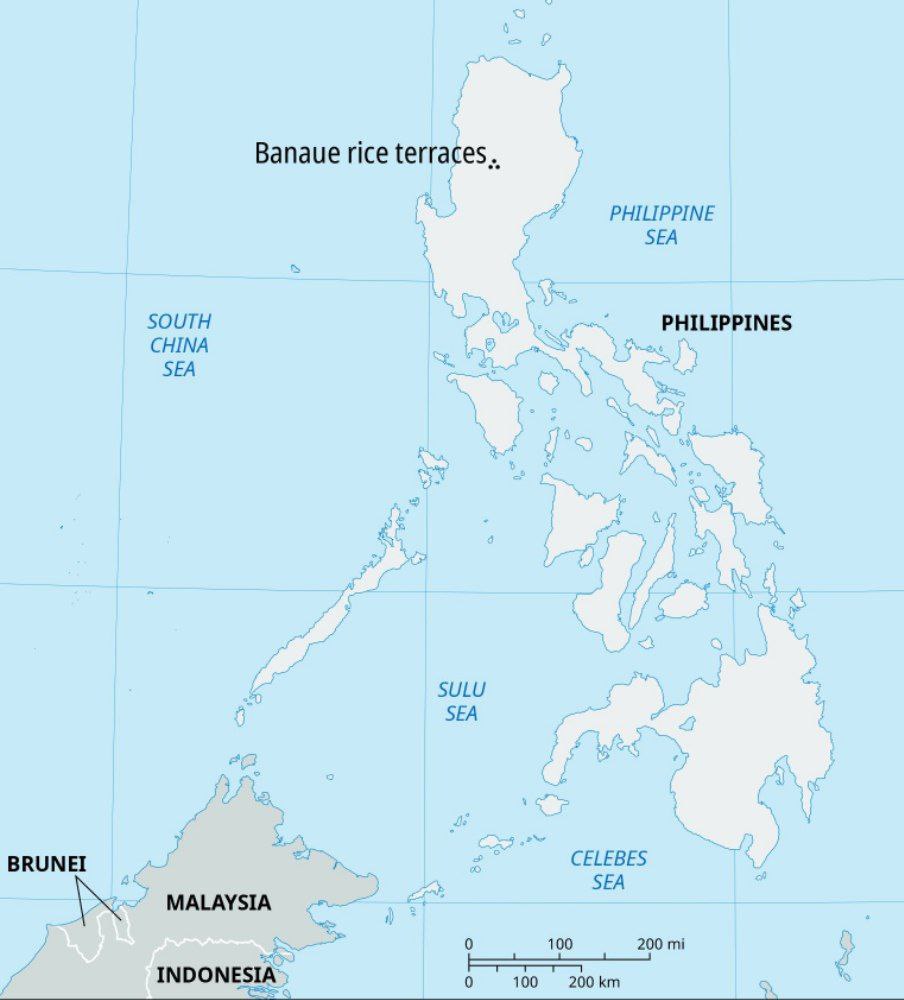 Banaue rice terraces
PHILIPPINE
SEA
SOUTH
CHINA
SEA
PHILIPPINES
SULU
SEA
CELEBES
SEA
BRUNEI
MALAYSIA
INDONESIA
0 100 200 mi
0 100 200 km